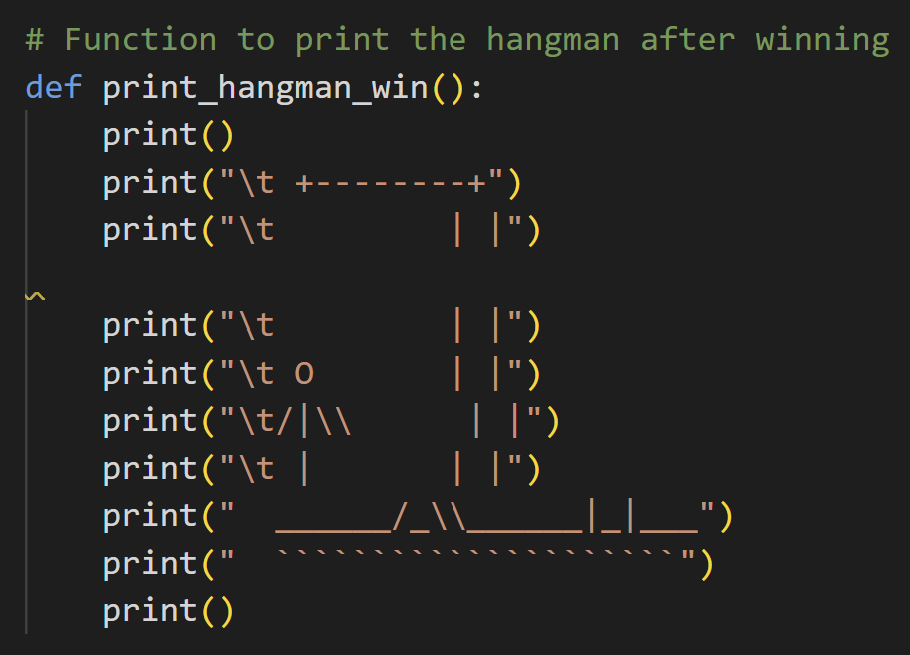 # Function to print the hangman after winning
def print_hangman_win():
    print()
    print("\t +--------+")
    print("\t         | |")
    print("\t         | |")
    print("\t O       | |")
    print("\t/|\\      | |")
    print("\t |       | |")
    print("  ______/_\\______|_|___")
    print("  `````````````````````")
    print()